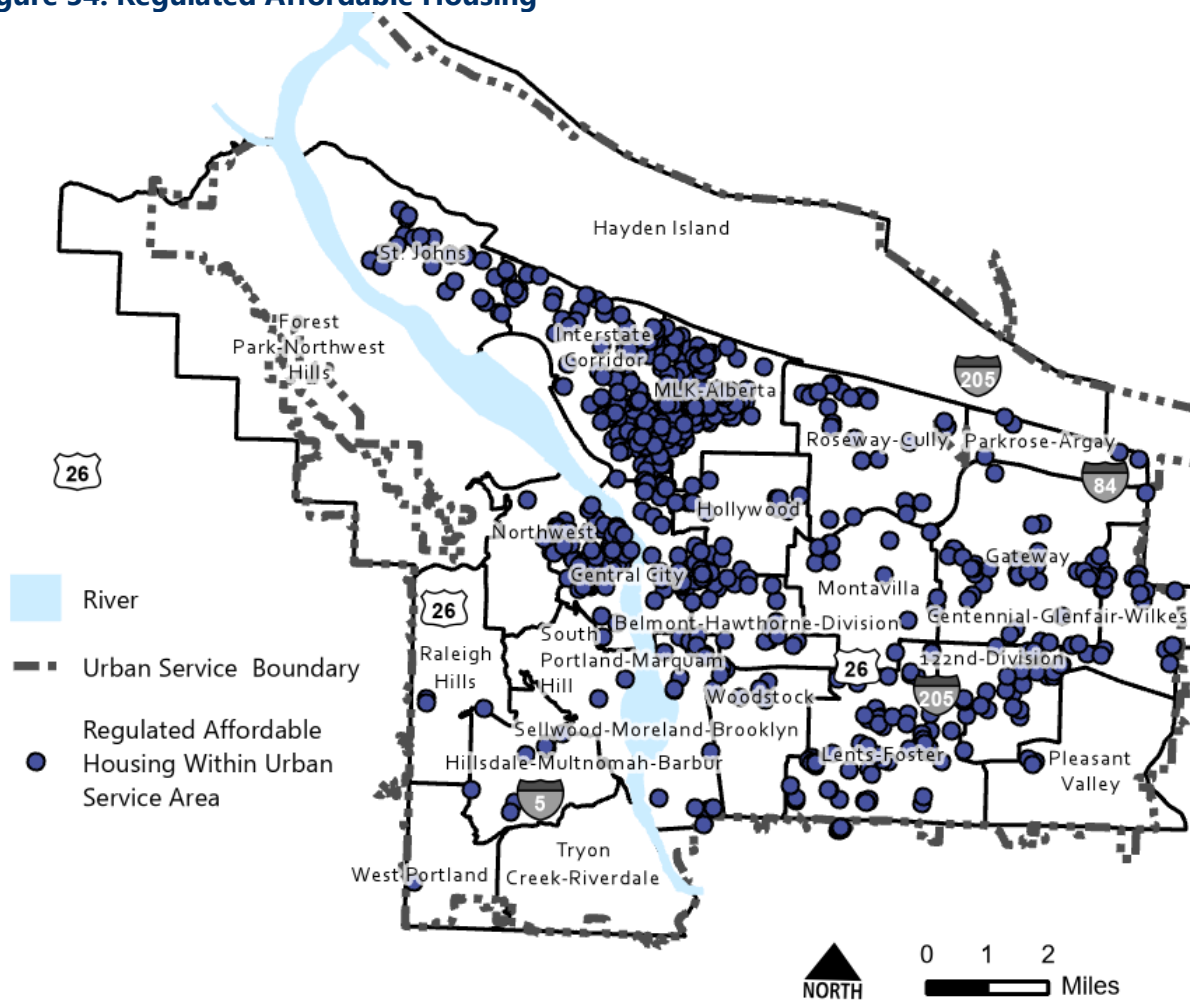 gure 34. Regulated Affordable Housing
Hayden Island
St. Johns
Forest
Park-Northwest
Hills
Interstate
Corridor
MLK-Alberta
205
Roseway-Cully
Parkrose-Argay
26
84
Hollywood
Northwest
Gateway
Central City
Montavilla
River
26
Belmont-Hawthorne-Division
Centennial-Glenfair-Wilkes
South
Portland-Marquam
Hill
Raleigh
Hills
26
122nd-Division
Urban Service Boundary
205
Woodstock
Sellwood-Moreland-Brooklyn
Regulated Affordable
Housing Within Urban
Service Area
Hillsdale-Multnomah-Barbur
Lents-Foster
Pleasant
Valley
5
Tryon
Creek-Riverdale
West Portland
NORTH
0 1 2
Miles